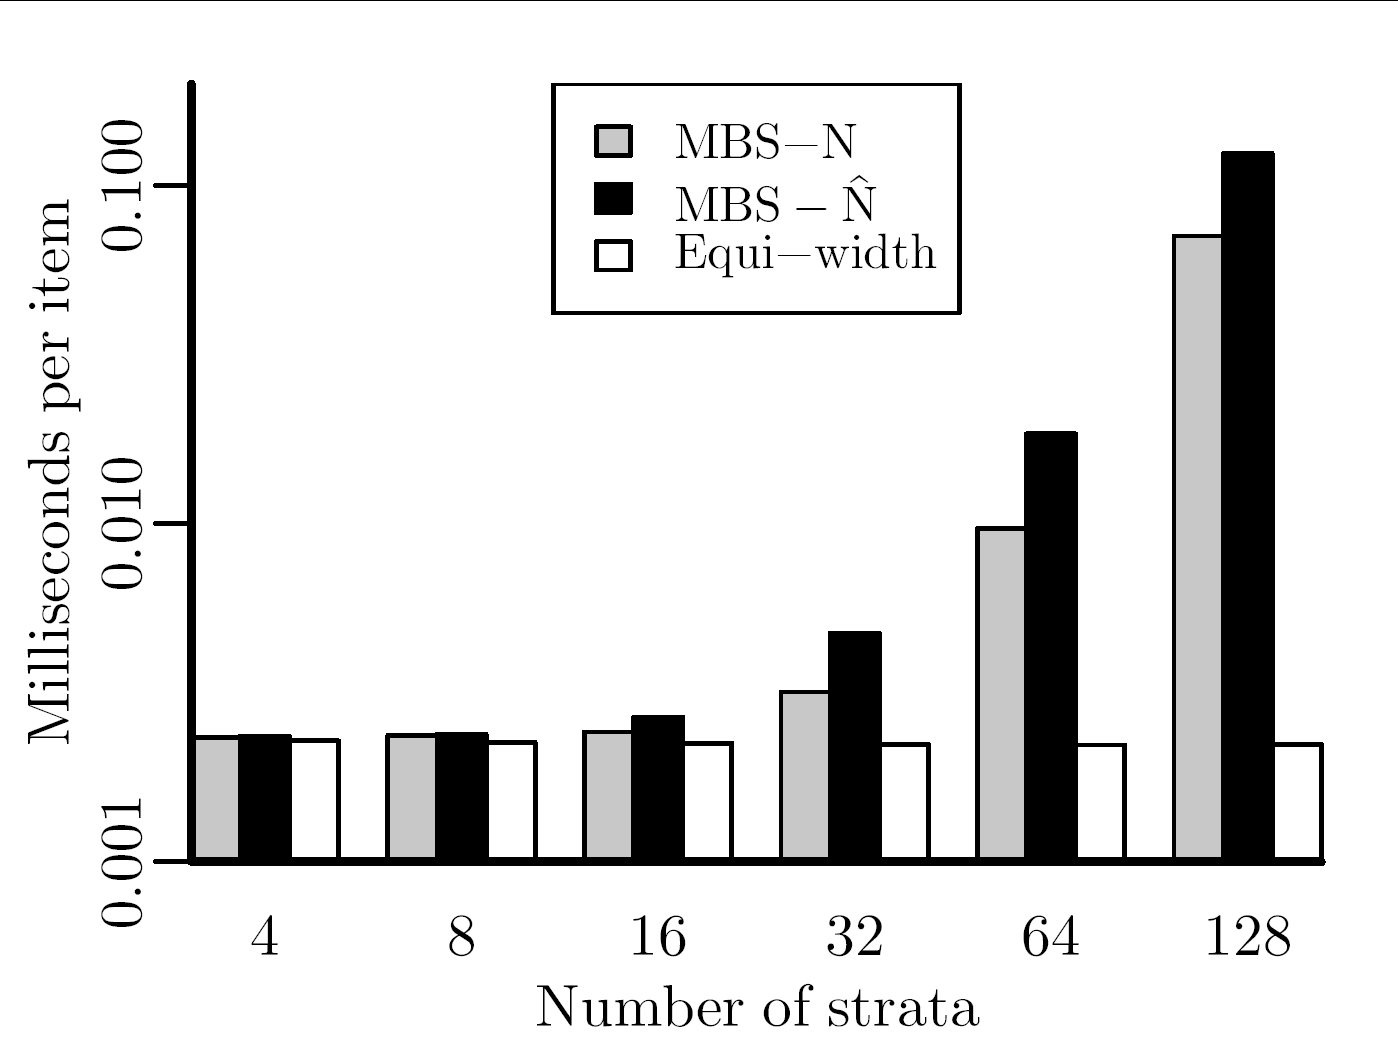 MBS−N
MBS − N̂
Equi−width
Milliseconds per item
0.100
0.010
0.001
4 8 16 32 64 128
Number of strata